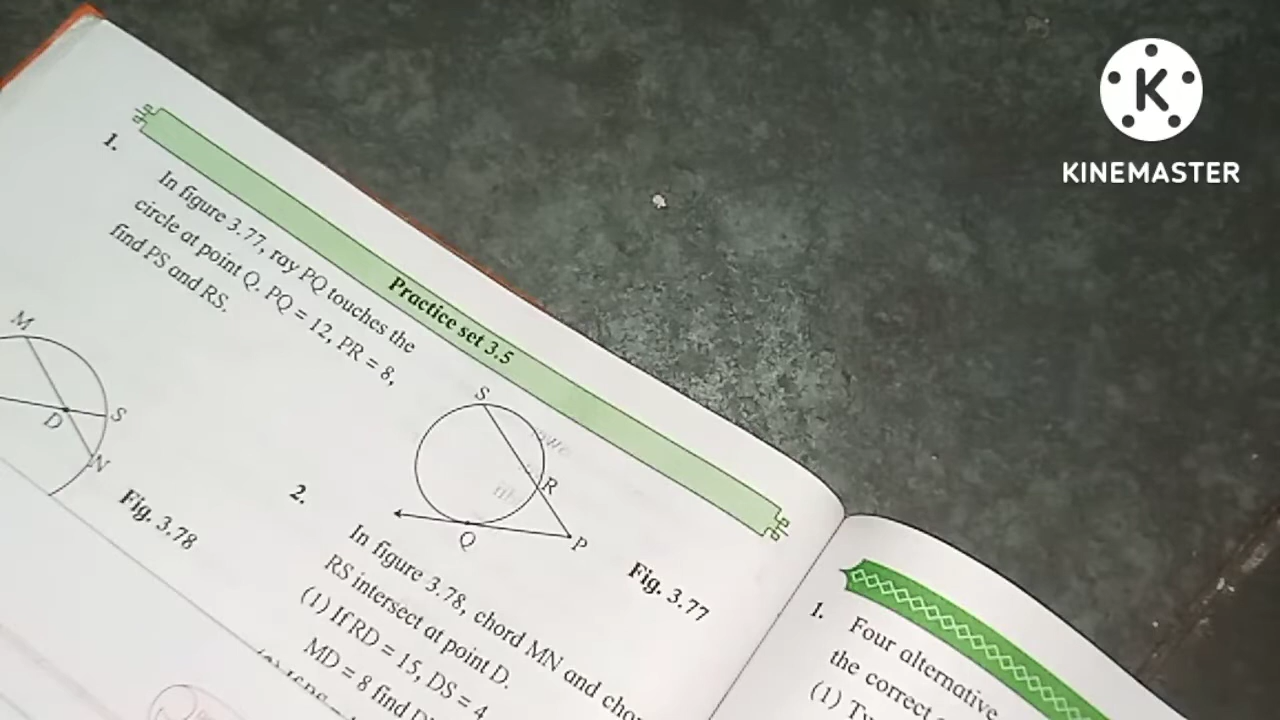 K
KINEMASTER
Practice set 3.5
1. In figure 3.77, ray PQ touches the
circle at point Q. PQ = 12, PR = 8,
find PS and RS.
S
R
Q
P
Fig. 3.77
M
D
S
N
Fig. 3.78
2. In figure 3.78, chord MN and
RS intersect at point D.
(1) If RD = 15, DS = 4
MD = 8 find
1. Four alternative
the correct
(1)